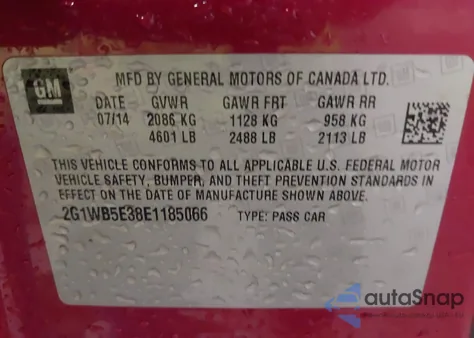 GM
MFD BY GENERAL MOTORS OF CANADA LTD.
DATE GVWR GAWR FRT GAWR RR
07/14 2086 KG 1128 KG 958 KG
4601 LB 2488 LB 2113 LB
THIS VEHICLE CONFORMS TO ALL APPLICABLE U.S. FEDERAL MOTOR
VEHICLE SAFETY, BUMPER, AND THEFT PREVENTION STANDARDS IN
EFFECT ON THE DATE OF MANUFACTURE SHOWN ABOVE.
2G1WB5E38E1185066 TYPE: PASS CAR
autaSnap